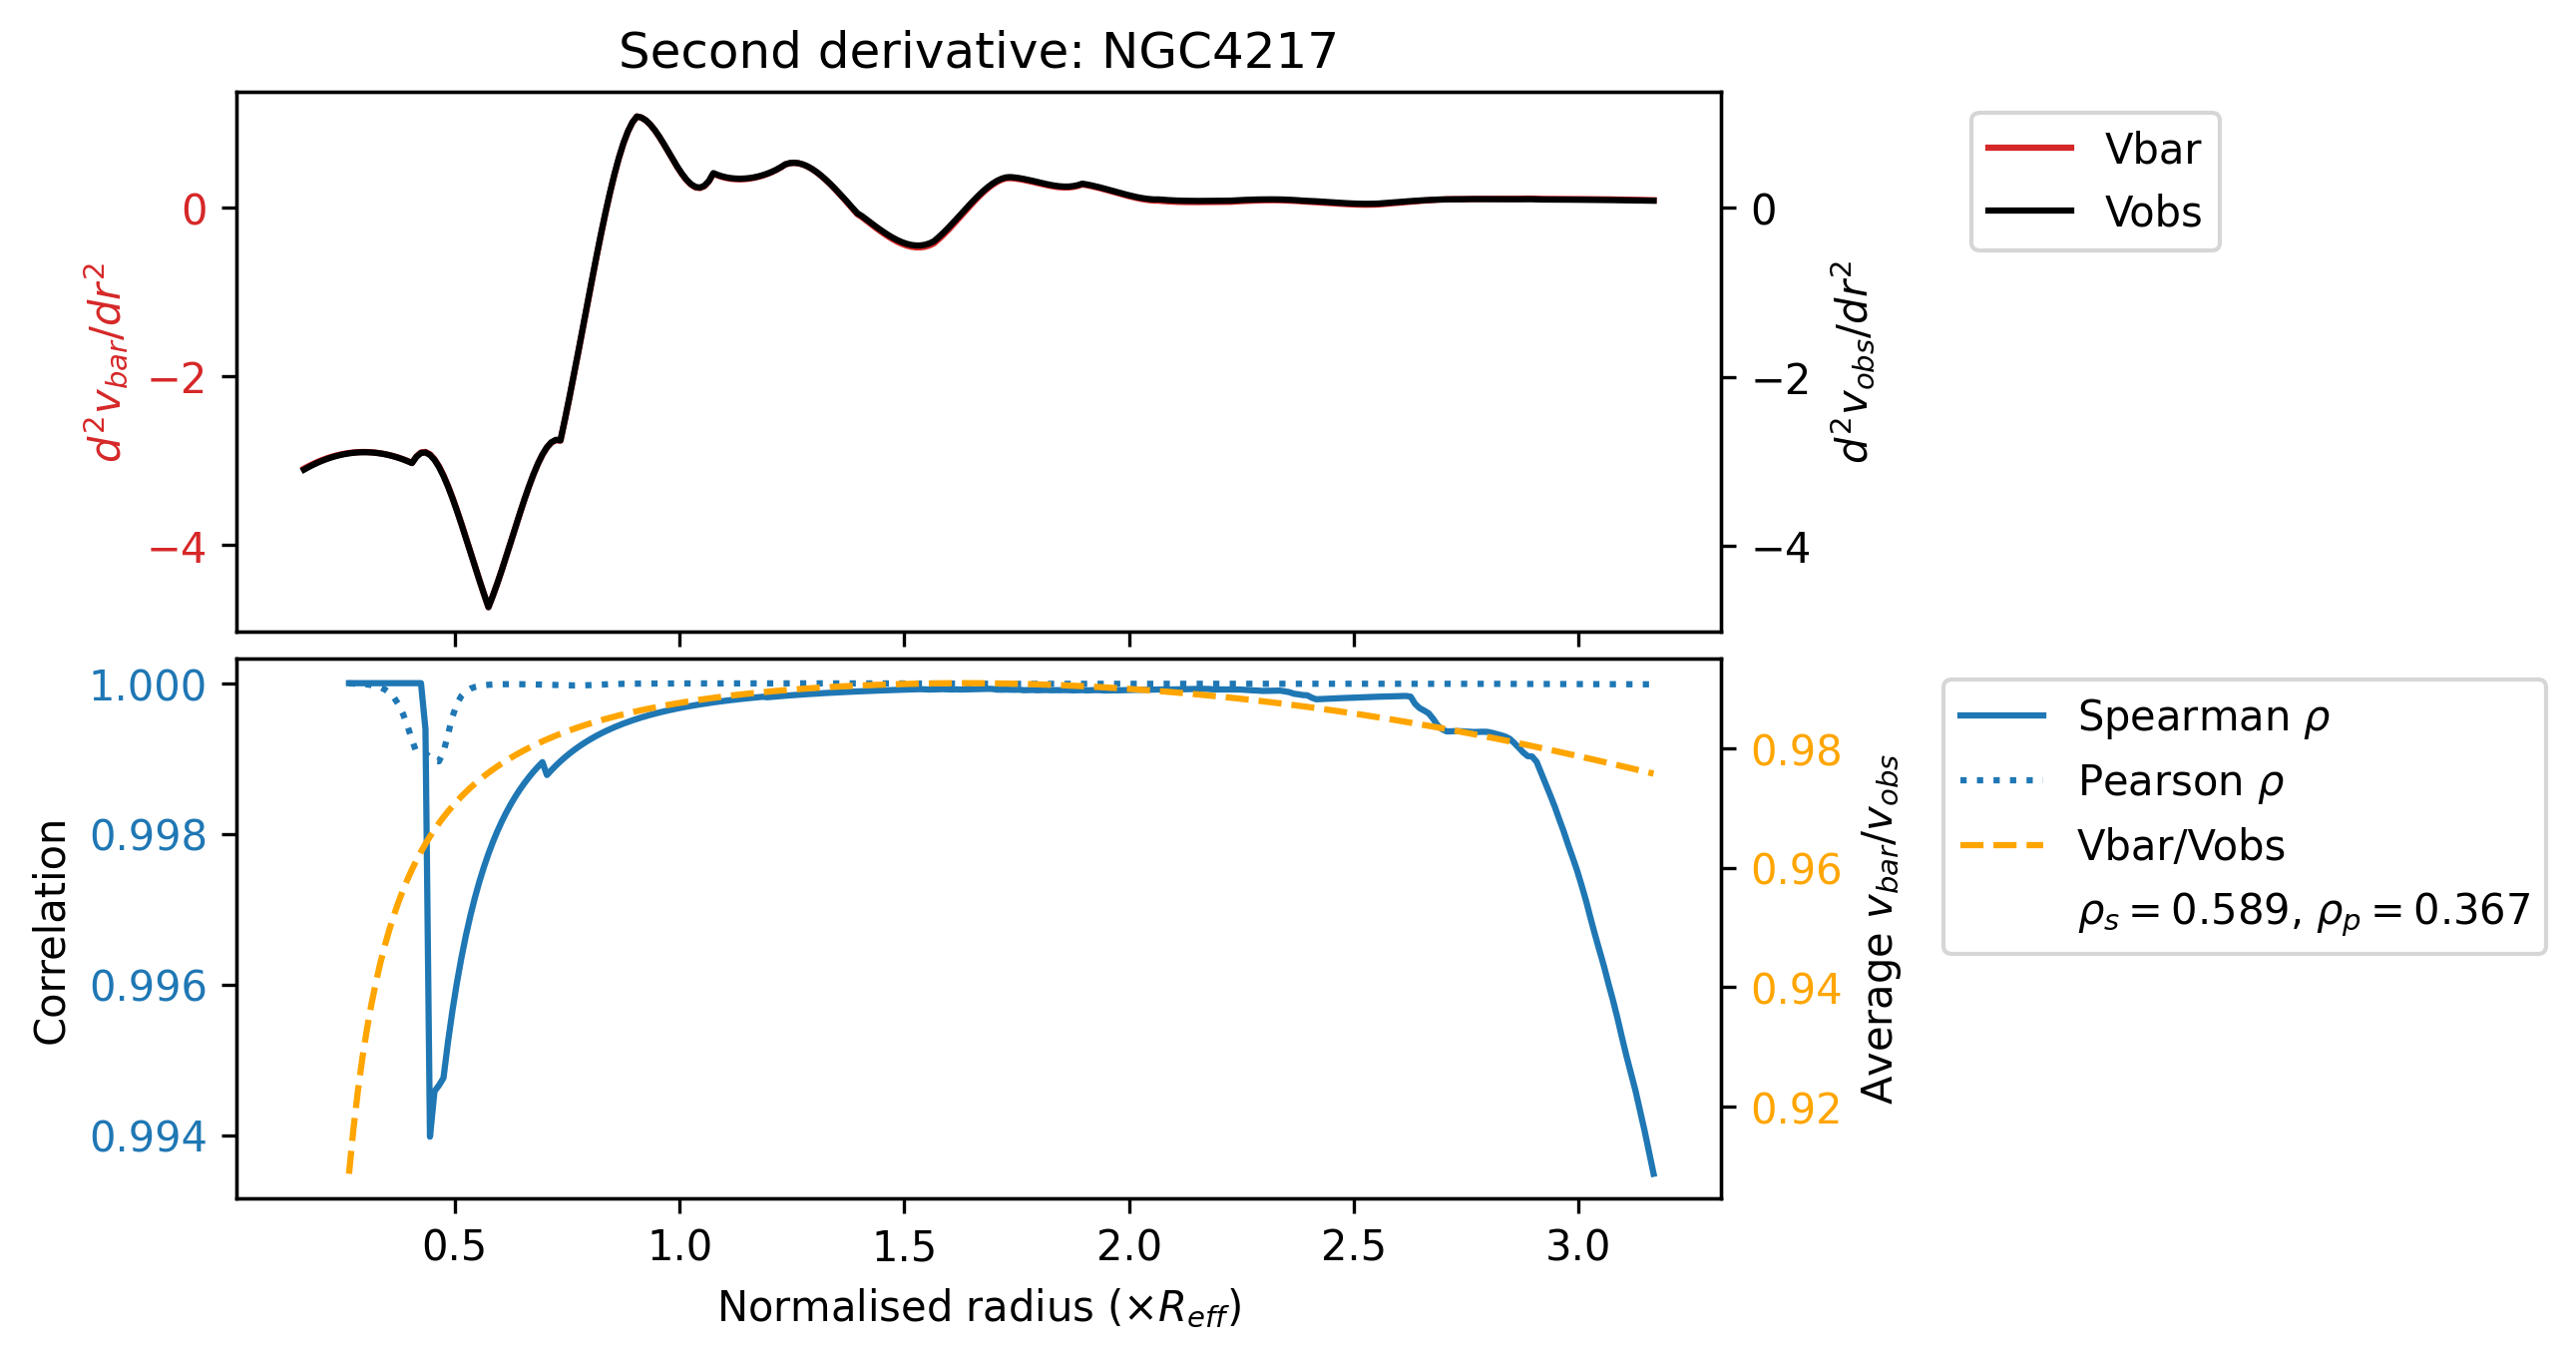 Second derivative: NGC4217
0
−2
−4
d²v_bar/dr²
0
−2
−4
d²v_obs/dr²
Vbar
Vobs
1.000
0.998
0.996
0.994
Correlation
0.98
0.96
0.94
0.92
Average v_bar/v_obs
Spearman ρ
Pearson ρ
Vbar/Vobs
ρ_s = 0.589, ρ_p = 0.367
0.5 1.0 1.5 2.0 2.5 3.0
Normalised radius (×R_eff)